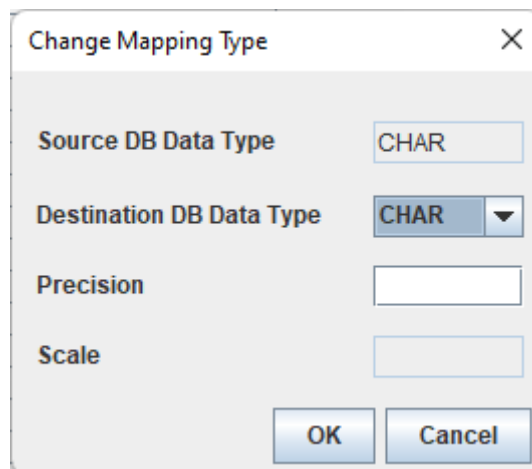 Change Mapping Type
Source DB Data Type CHAR
Destination DB Data Type CHAR
Precision
Scale
OK Cancel